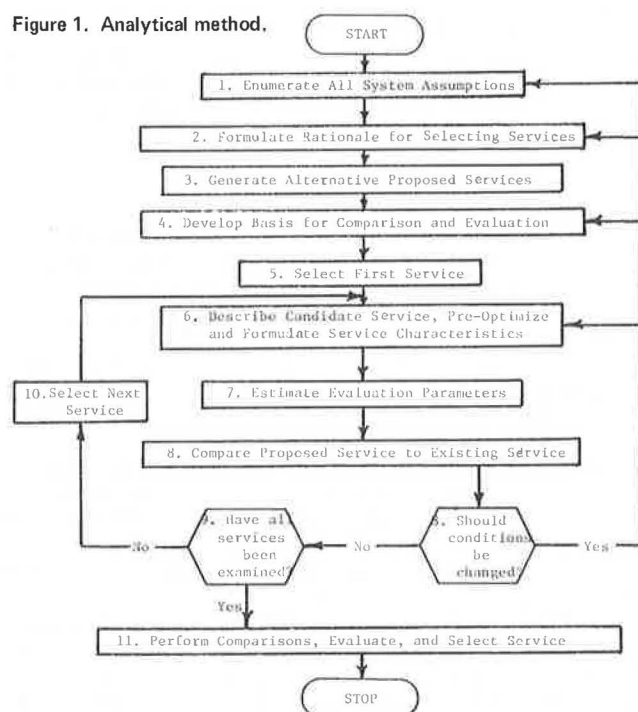 Figure 1. Analytical method.
START
1. Enumerate All System Assumptions
2. Formulate Rationale for Selecting Services
3. Generate Alternative Proposed Services
4. Develop Basis for Comparison and Evaluation
5. Select First Service
6. Describe Candidate Service, Pre-Optimize
and Formulate Service Characteristics
10. Select Next
Service
7. Estimate Evaluation Parameters
8. Compare Proposed Service to Existing Service
9. Have all
services
been
examined?
8. Should
conditions
be
changed?
No
No
Yes
Yes
11. Perform Comparisons, Evaluate, and Select Service
STOP